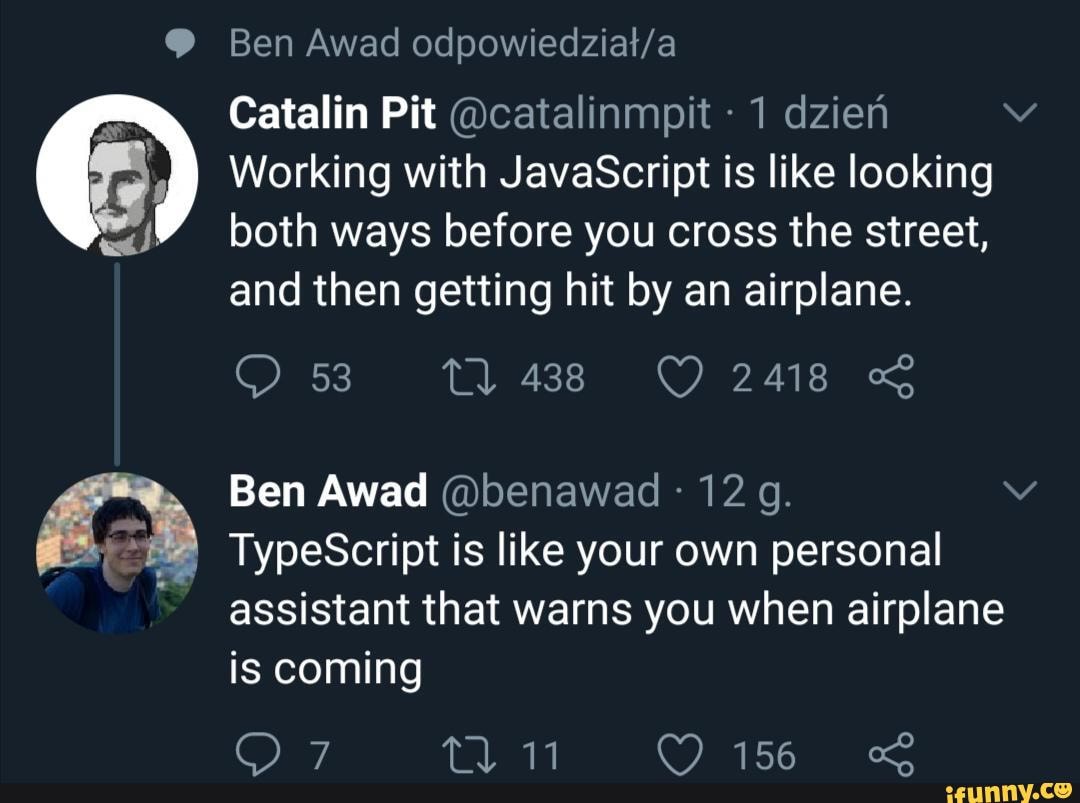 Ben Awad odpowiedział/a
Catalin Pit @catalinmpit · 1 dzień
Working with JavaScript is like looking
both ways before you cross the street,
and then getting hit by an airplane.
53 438 2 418
Ben Awad @benawad · 12 g.
TypeScript is like your own personal
assistant that warns you when airplane
is coming
7 11 156
ifunny.co